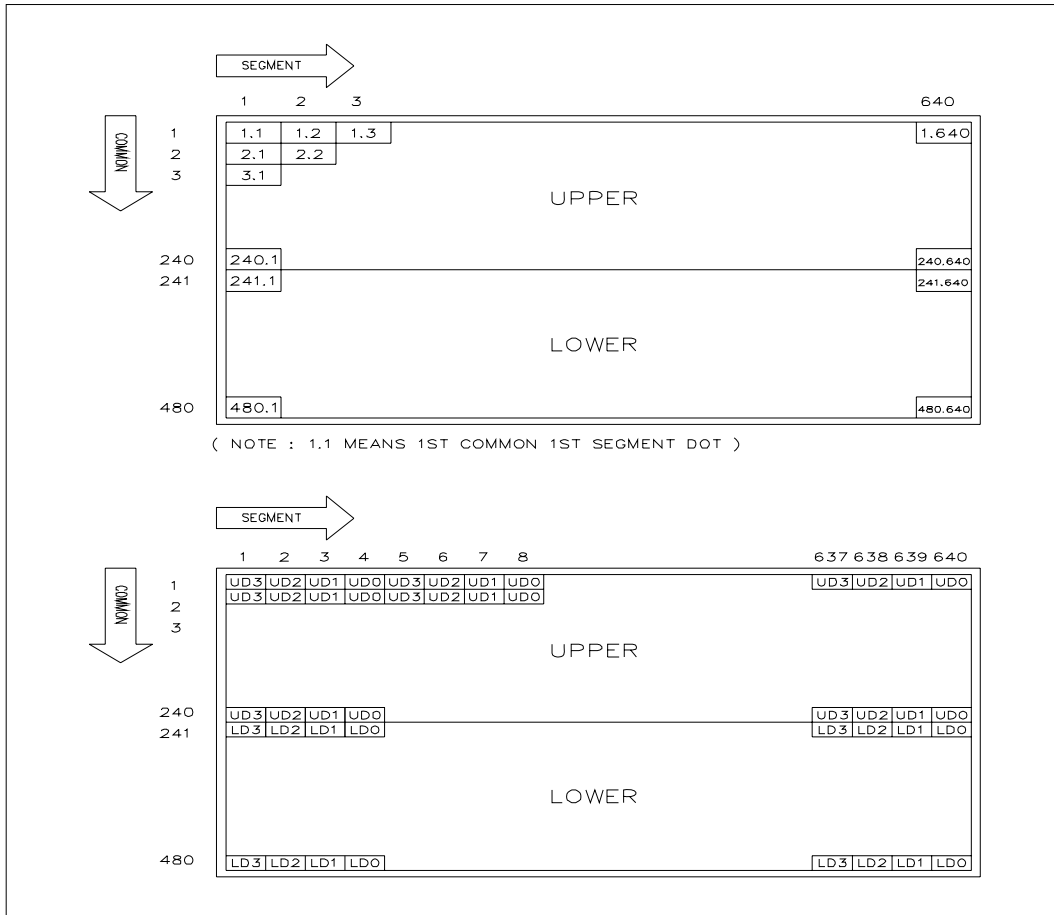 SEGMENT
1 2 3 640
COMMON
1 1.1 1.2 1.3 1.640
2 2.1 2.2
3 3.1
UPPER
240 240.1 240.640
241 241.1 241.640
LOWER
480 480.1 480.640
( NOTE : 1.1 MEANS 1ST COMMON 1ST SEGMENT DOT )
SEGMENT
1 2 3 4 5 6 7 8 637 638 639 640
COMMON
1 UD3 UD2 UD1 UD0 UD3 UD2 UD1 UD0 UD3 UD2 UD1 UD0
2 UD3 UD2 UD1 UD0 UD3 UD2 UD1 UD0
3
UPPER
240 UD3 UD2 UD1 UD0 UD3 UD2 UD1 UD0
241 LD3 LD2 LD1 LD0 LD3 LD2 LD1 LD0
LOWER
480 LD3 LD2 LD1 LD0 LD3 LD2 LD1 LD0